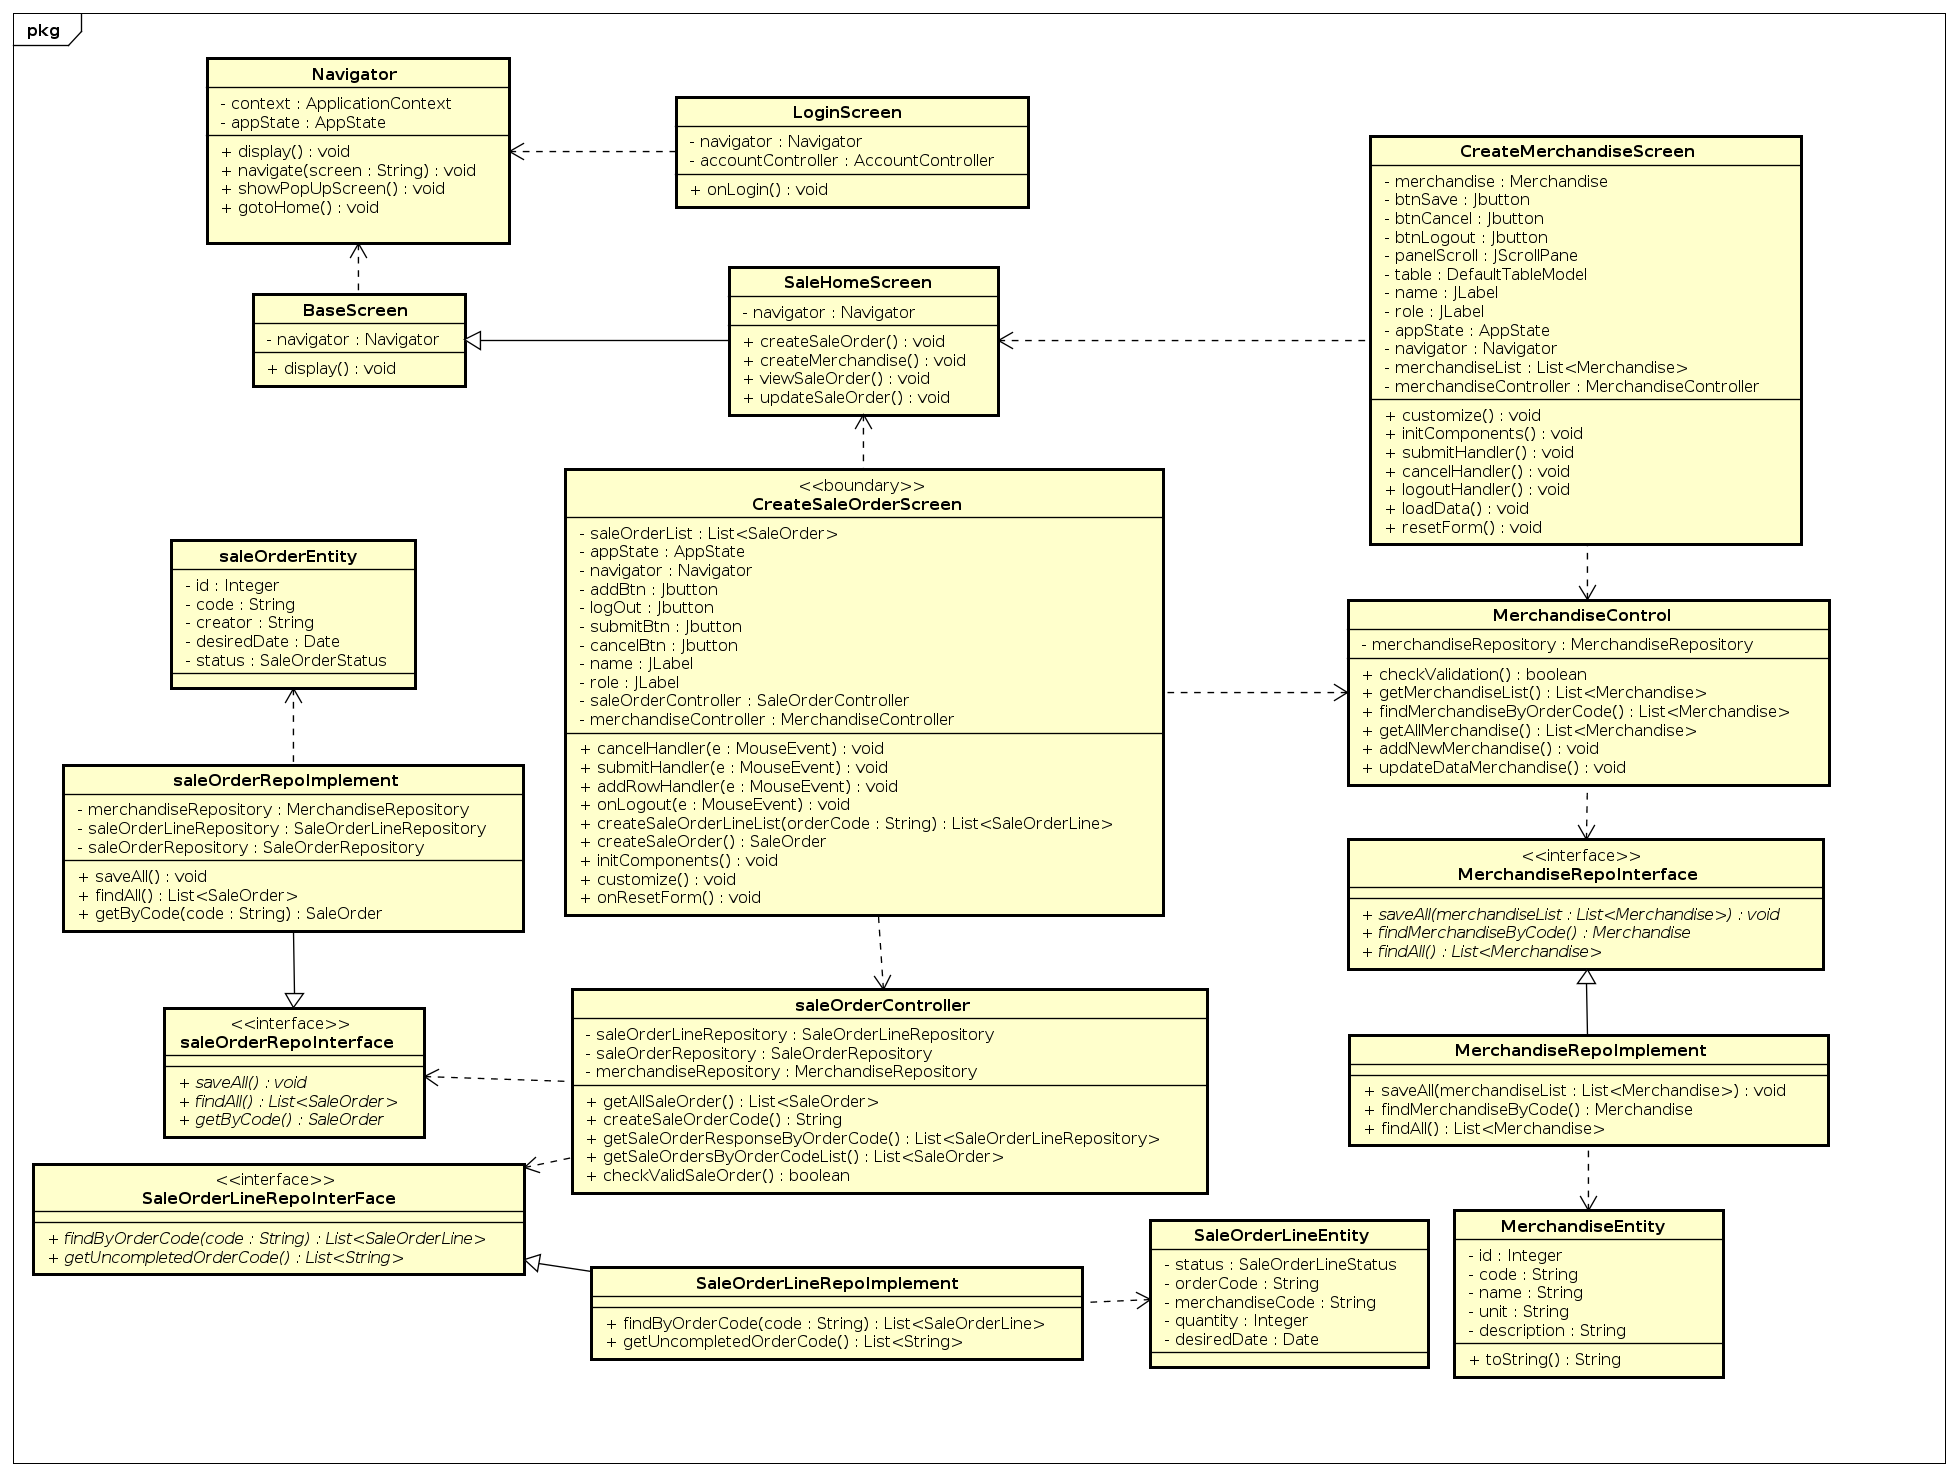 pkg
Navigator
- context : ApplicationContext
- appState : AppState
+ display() : void
+ navigate(screen : String) : void
+ showPopUpScreen() : void
+ gotoHome() : void
LoginScreen
- navigator : Navigator
- accountController : AccountController
+ onLogin() : void
CreateMerchandiseScreen
- merchandise : Merchandise
- btnSave : Jbutton
- btnCancel : Jbutton
- btnLogout : Jbutton
- panelScroll : JScrollPane
- table : DefaultTableModel
- name : JLabel
- role : JLabel
- appState : AppState
- navigator : Navigator
- merchandiseList : List<Merchandise>
- merchandiseController : MerchandiseController
+ customize() : void
+ initComponents() : void
+ submitHandler() : void
+ cancelHandler() : void
+ logoutHandler() : void
+ loadData() : void
+ resetForm() : void
BaseScreen
- navigator : Navigator
+ display() : void
SaleHomeScreen
- navigator : Navigator
+ createSaleOrder() : void
+ createMerchandise() : void
+ viewSaleOrder() : void
+ updateSaleOrder() : void
<<boundary>>
CreateSaleOrderScreen
- saleOrderList : List<SaleOrder>
- appState : AppState
- navigator : Navigator
- addBtn : Jbutton
- logOut : Jbutton
- submitBtn : Jbutton
- cancelBtn : Jbutton
- name : JLabel
- role : JLabel
- saleOrderController : SaleOrderController
- merchandiseController : MerchandiseController
+ cancelHandler(e : MouseEvent) : void
+ submitHandler(e : MouseEvent) : void
+ addRowHandler(e : MouseEvent) : void
+ onLogout(e : MouseEvent) : void
+ createSaleOrderLineList(orderCode : String) : List<SaleOrderLine>
+ createSaleOrder() : SaleOrder
+ initComponents() : void
+ customize() : void
+ onResetForm() : void
saleOrderEntity
- id : Integer
- code : String
- creator : String
- desiredDate : Date
- status : SaleOrderStatus
MerchandiseControl
- merchandiseRepository : MerchandiseRepository
+ checkValidation() : boolean
+ getMerchandiseList() : List<Merchandise>
+ findMerchandiseByOrderCode() : List<Merchandise>
+ getAllMerchandise() : List<Merchandise>
+ addNewMerchandise() : void
+ updateDataMerchandise() : void
saleOrderRepoImplement
- merchandiseRepository : MerchandiseRepository
- saleOrderLineRepository : SaleOrderLineRepository
- saleOrderRepository : SaleOrderRepository
+ saveAll() : void
+ findAll() : List<SaleOrder>
+ getByCode(code : String) : SaleOrder
<<interface>>
MerchandiseRepoInterface
+ saveAll(merchandiseList : List<Merchandise>) : void
+ findMerchandiseByCode() : Merchandise
+ findAll() : List<Merchandise>
<<interface>>
saleOrderRepoInterface
+ saveAll() : void
+ findAll() : List<SaleOrder>
+ getByCode() : SaleOrder
saleOrderController
- saleOrderLineRepository : SaleOrderLineRepository
- saleOrderRepository : SaleOrderRepository
- merchandiseRepository : MerchandiseRepository
+ getAllSaleOrder() : List<SaleOrder>
+ createSaleOrderCode() : String
+ getSaleOrderResponseByOrderCode() : List<SaleOrderLineRepository>
+ getSaleOrdersByOrderCodeList() : List<SaleOrder>
+ checkValidSaleOrder() : boolean
MerchandiseRepoImplement
+ saveAll(merchandiseList : List<Merchandise>) : void
+ findMerchandiseByCode() : Merchandise
+ findAll() : List<Merchandise>
<<interface>>
SaleOrderLineRepoInterFace
+ findByOrderCode(code : String) : List<SaleOrderLine>
+ getUncompletedOrderCode() : List<String>
SaleOrderLineRepoImplement
+ findByOrderCode(code : String) : List<SaleOrderLine>
+ getUncompletedOrderCode() : List<String>
SaleOrderLineEntity
- status : SaleOrderLineStatus
- orderCode : String
- merchandiseCode : String
- quantity : Integer
- desiredDate : Date
MerchandiseEntity
- id : Integer
- code : String
- name : String
- unit : String
- description : String
+ toString() : String